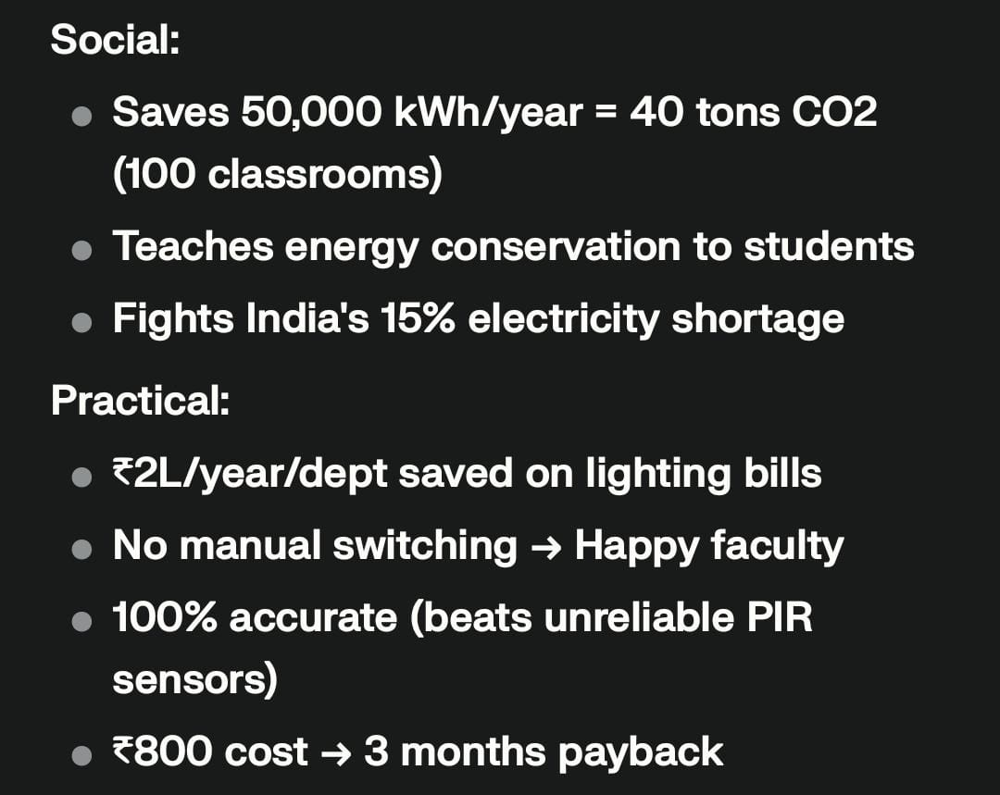 Social:
● Saves 50,000 kWh/year = 40 tons CO2
(100 classrooms)
● Teaches energy conservation to students
● Fights India's 15% electricity shortage
Practical:
● ₹2L/year/dept saved on lighting bills
● No manual switching → Happy faculty
● 100% accurate (beats unreliable PIR
sensors)
● ₹800 cost → 3 months payback